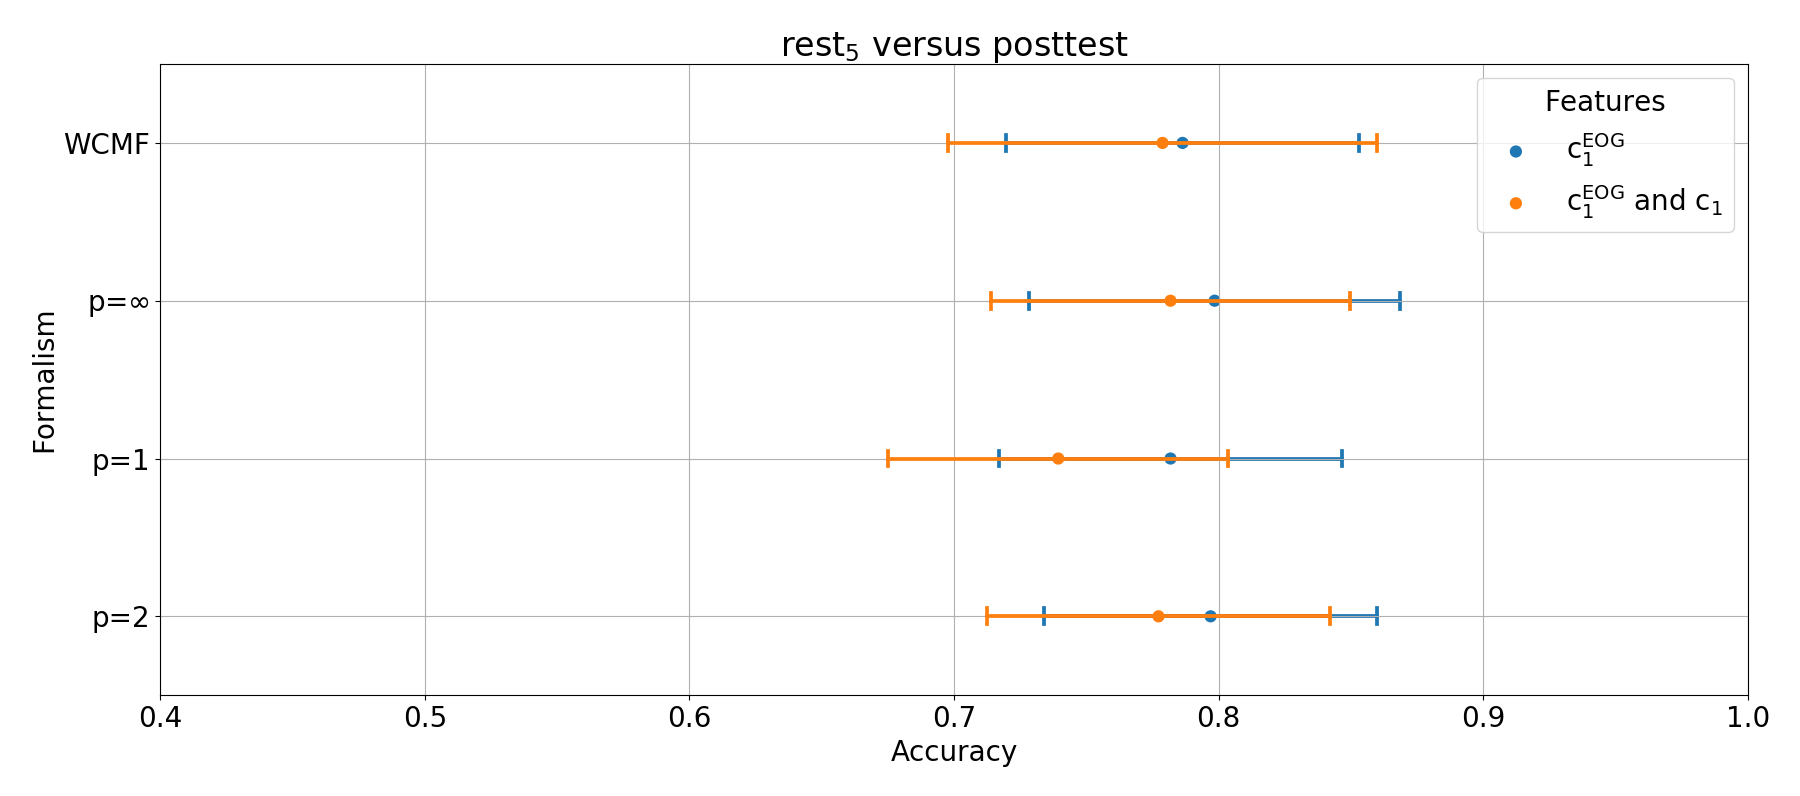 rest₅ versus posttest
Features
c₁ᴱᴼᴳ
c₁ᴱᴼᴳ and c₁
Formalism
WCMF
p=∞
p=1
p=2
0.4 0.5 0.6 0.7 0.8 0.9 1.0
Accuracy